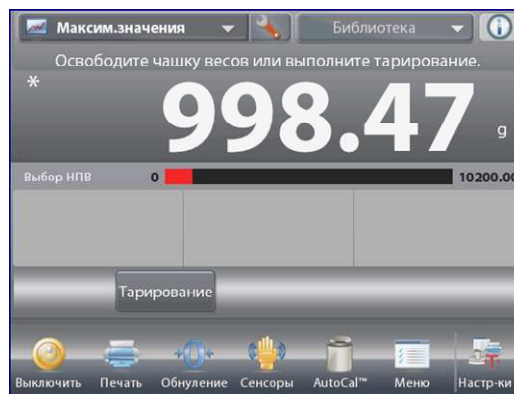 Максим.значения Библиотека
Освободите чашку весов или выполните тарирование.
*
998.47 g
Выбор НПВ 0 10200.00
Тарирование
Выключить Печать Обнуление Сенсоры AutoCal™ Меню Настр-ки